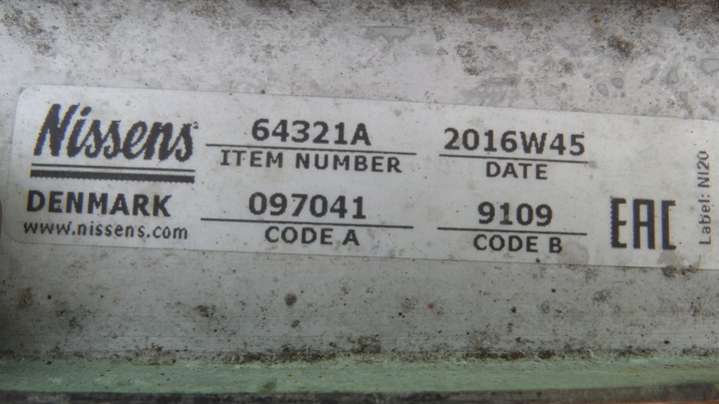 Nissens
64321A
ITEM NUMBER
2016W45
DATE
DENMARK
www.nissens.com
097041
CODE A
9109
CODE B
EAC
Label: NI20